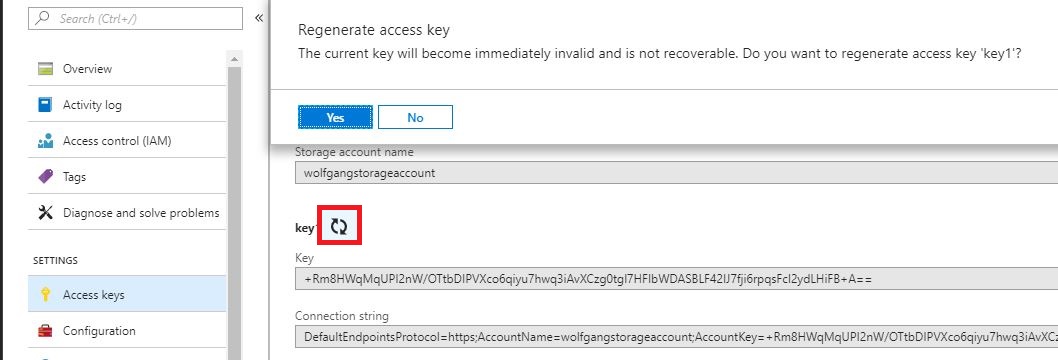 Search (Ctrl+/)
«
Overview
Activity log
Access control (IAM)
Tags
Diagnose and solve problems
SETTINGS
Access keys
Configuration
Regenerate access key
The current key will become immediately invalid and is not recoverable. Do you want to regenerate access key 'key1'?
Yes
No
Storage account name
wolfgangstorageaccount
key1
Key
+Rm8HWqMqUPI2nW/OTtbDIPVXco6qiyu7hwq3iAvXCzg0tgI7HFIbWDASBLF42IJ7fji6rpqsFcI2ydLHiFB+A==
Connection string
DefaultEndpointsProtocol=https;AccountName=wolfgangstorageaccount;AccountKey=+Rm8HWqMqUPI2nW/OTtbDIPVXco6qiyu7hwq3iAvXC